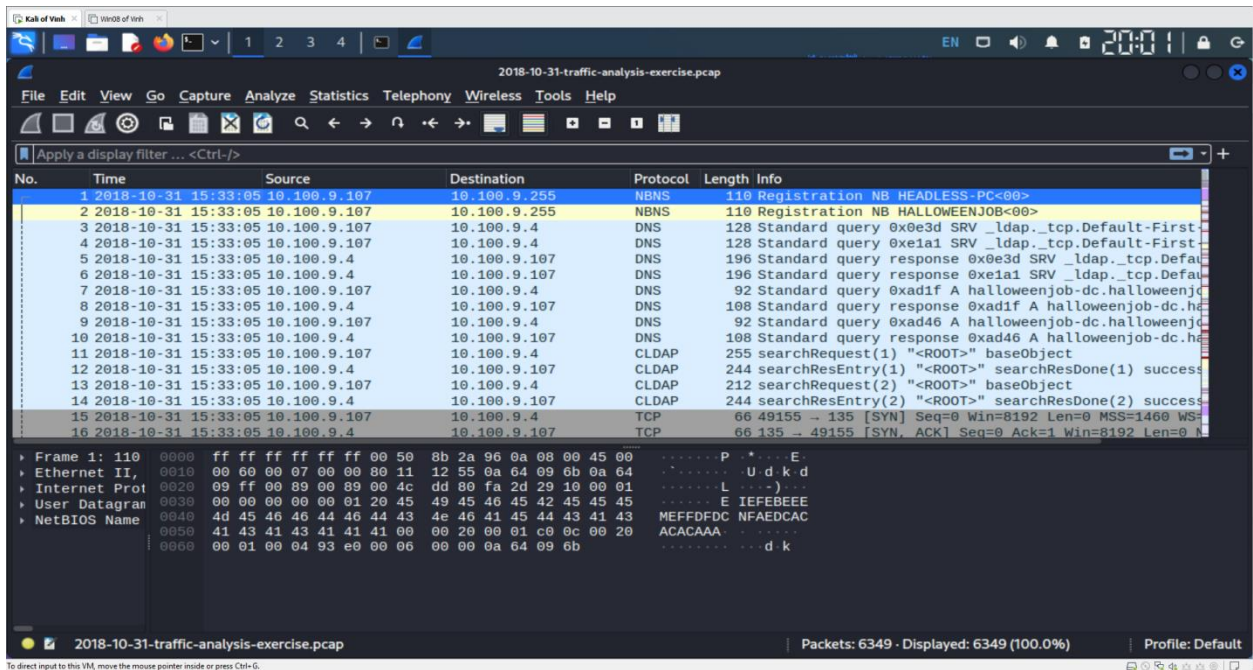 Kali of Vinh × Win08 of Vinh ×
1 2 3 4 EN 20:01
2018-10-31-traffic-analysis-exercise.pcap
File Edit View Go Capture Analyze Statistics Telephony Wireless Tools Help
Apply a display filter … <Ctrl-/>
No. Time Source Destination Protocol Length Info
1 2018-10-31 15:33:05 10.100.9.107 10.100.9.255 NBNS 110 Registration NB HEADLESS-PC<00>
2 2018-10-31 15:33:05 10.100.9.107 10.100.9.255 NBNS 110 Registration NB HALLOWEENJOB<00>
3 2018-10-31 15:33:05 10.100.9.107 10.100.9.4 DNS 128 Standard query 0x0e3d SRV _ldap._tcp.Default-First-
4 2018-10-31 15:33:05 10.100.9.107 10.100.9.4 DNS 128 Standard query 0xe1a1 SRV _ldap._tcp.Default-First-
5 2018-10-31 15:33:05 10.100.9.4 10.100.9.107 DNS 196 Standard query response 0x0e3d SRV _ldap._tcp.Defau
6 2018-10-31 15:33:05 10.100.9.4 10.100.9.107 DNS 196 Standard query response 0xe1a1 SRV _ldap._tcp.Defau
7 2018-10-31 15:33:05 10.100.9.107 10.100.9.4 DNS 92 Standard query 0xad1f A halloweenjob-dc.halloweenjo
8 2018-10-31 15:33:05 10.100.9.4 10.100.9.107 DNS 108 Standard query response 0xad1f A halloweenjob-dc.ha
9 2018-10-31 15:33:05 10.100.9.107 10.100.9.4 DNS 92 Standard query 0xad46 A halloweenjob-dc.halloweenjo
10 2018-10-31 15:33:05 10.100.9.4 10.100.9.107 DNS 108 Standard query response 0xad46 A halloweenjob-dc.ha
11 2018-10-31 15:33:05 10.100.9.107 10.100.9.4 CLDAP 255 searchRequest(1) "<ROOT>" baseObject
12 2018-10-31 15:33:05 10.100.9.4 10.100.9.107 CLDAP 244 searchResEntry(1) "<ROOT>" searchResDone(1) success
13 2018-10-31 15:33:05 10.100.9.107 10.100.9.4 CLDAP 212 searchRequest(2) "<ROOT>" baseObject
14 2018-10-31 15:33:05 10.100.9.4 10.100.9.107 CLDAP 244 searchResEntry(2) "<ROOT>" searchResDone(2) success
15 2018-10-31 15:33:05 10.100.9.107 10.100.9.4 TCP 66 49155 → 135 [SYN] Seq=0 Win=8192 Len=0 MSS=1460 WS=
16 2018-10-31 15:33:05 10.100.9.4 10.100.9.107 TCP 66 135 → 49155 [SYN, ACK] Seq=0 Ack=1 Win=8192 Len=0 M
Frame 1: 110 0000 ff ff ff ff ff ff 00 50 8b 2a 96 0a 08 00 45 00 ·······P ·*····E·
Ethernet II, 0010 00 60 00 07 00 00 80 11 12 55 0a 64 09 6b 0a 64 ·`······ ·U·d·k·d
Internet Prot 0020 09 ff 00 89 00 89 00 4c dd 80 fa 2d 29 10 00 01 ·······L ···-)···
User Datagram 0030 00 00 00 00 00 01 20 45 49 45 46 45 42 45 45 45 ······ E IEFEBEEE
NetBIOS Name 0040 4d 45 46 46 44 46 44 43 4e 46 41 45 44 43 41 43 MEFFDFDC NFAEDCAC
0050 41 43 41 43 41 41 41 00 00 20 00 01 c0 0c 00 20 ACACAAA· · ·····
0060 00 01 00 04 93 e0 00 06 00 00 0a 64 09 6b ········ ···d·k
2018-10-31-traffic-analysis-exercise.pcap Packets: 6349 · Displayed: 6349 (100.0%) Profile: Default
To direct input to this VM, move the mouse pointer inside or press Ctrl+G.